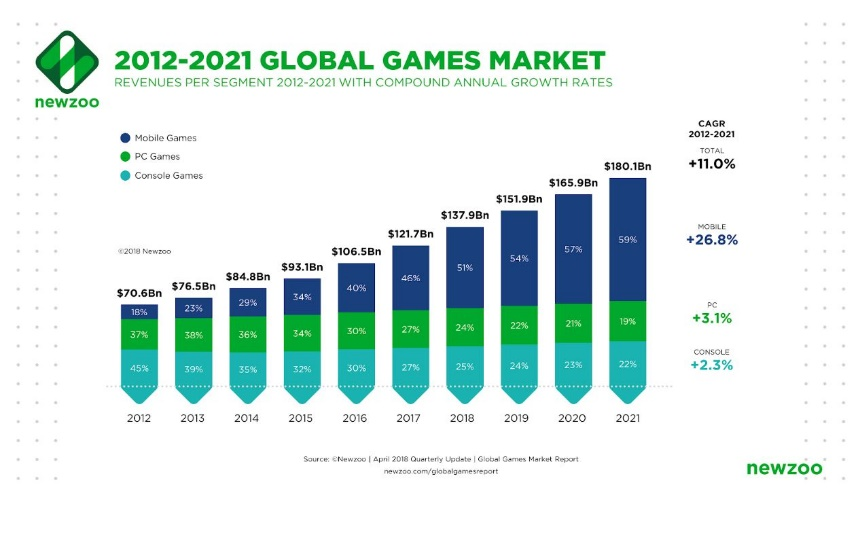 2012-2021 GLOBAL GAMES MARKET
REVENUES PER SEGMENT 2012-2021 WITH COMPOUND ANNUAL GROWTH RATES
newzoo
Mobile Games
PC Games
Console Games
©2018 Newzoo
$70.6Bn
$76.5Bn
$84.8Bn
$93.1Bn
$106.5Bn
$121.7Bn
$137.9Bn
$151.9Bn
$165.9Bn
$180.1Bn
18%
23%
29%
34%
40%
46%
51%
54%
57%
59%
37%
38%
36%
34%
30%
27%
24%
22%
21%
19%
45%
39%
35%
32%
30%
27%
25%
24%
23%
22%
2012
2013
2014
2015
2016
2017
2018
2019
2020
2021
CAGR
2012-2021
TOTAL
+11.0%
MOBILE
+26.8%
PC
+3.1%
CONSOLE
+2.3%
Source: ©Newzoo | April 2018 Quarterly Update | Global Games Market Report
newzoo.com/globalgamesreport
newzoo